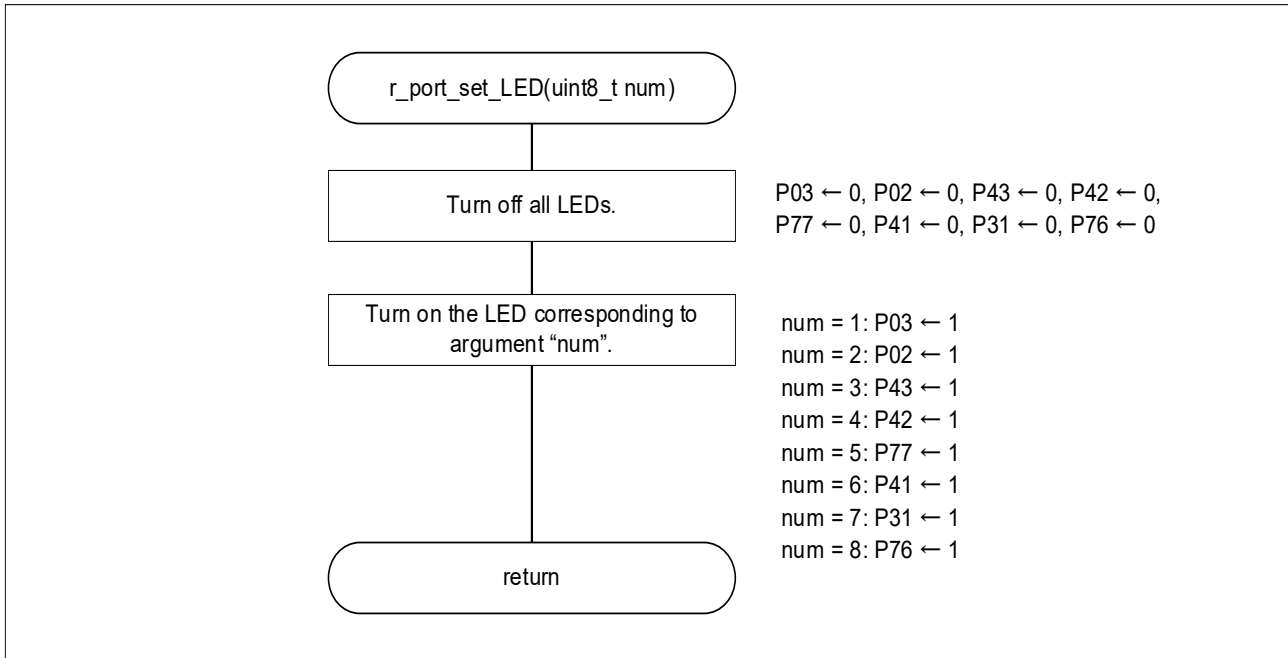 r_port_set_LED(uint8_t num)
Turn off all LEDs.
P03 ← 0, P02 ← 0, P43 ← 0, P42 ← 0,
P77 ← 0, P41 ← 0, P31 ← 0, P76 ← 0
Turn on the LED corresponding to
argument “num”.
num = 1: P03 ← 1
num = 2: P02 ← 1
num = 3: P43 ← 1
num = 4: P42 ← 1
num = 5: P77 ← 1
num = 6: P41 ← 1
num = 7: P31 ← 1
num = 8: P76 ← 1
return